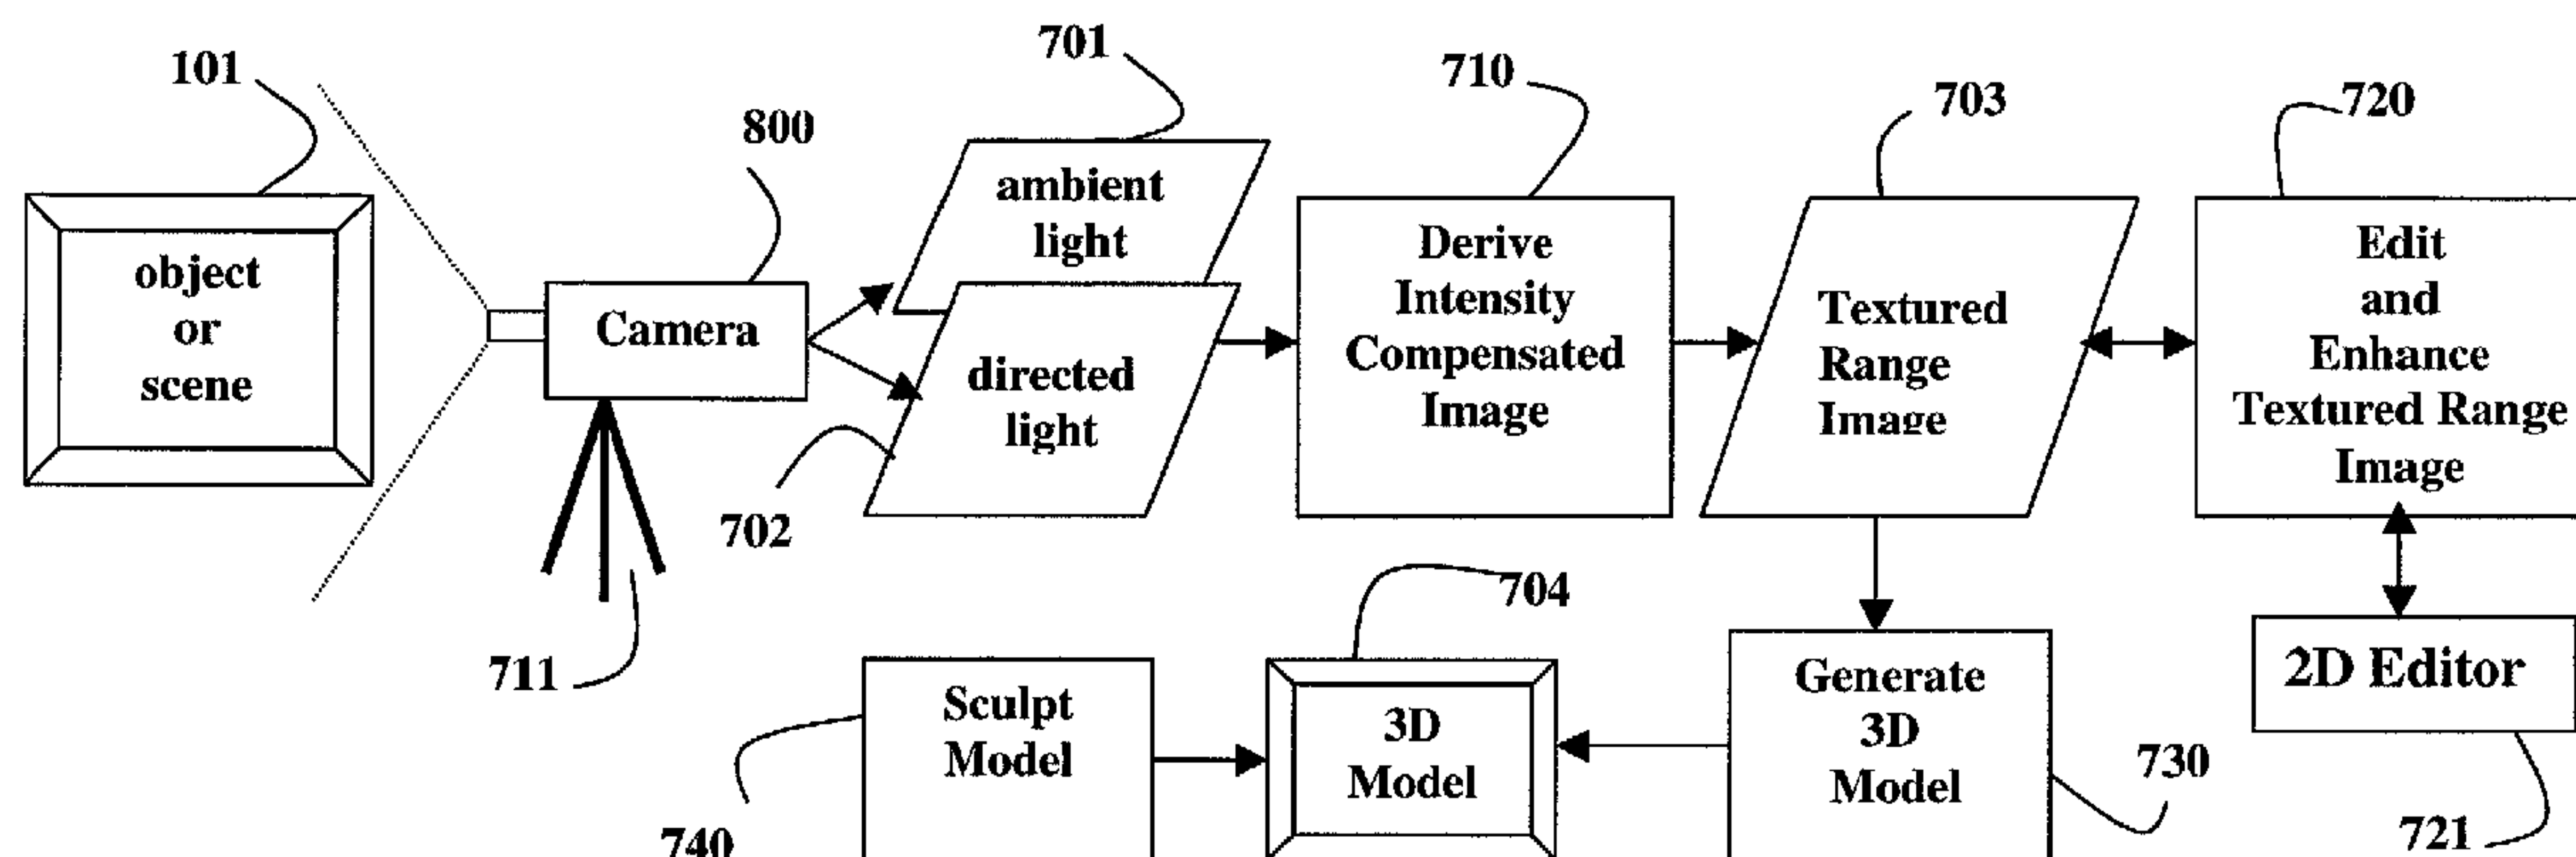 101
701
710
703
720
800
object
or
scene
Camera
ambient
light
directed
light
Derive
Intensity
Compensated
Image
Textured
Range
Image
Edit
and
Enhance
Textured Range
Image
702
711
704
Sculpt
Model
3D
Model
Generate
3D
Model
2D Editor
740
730
721